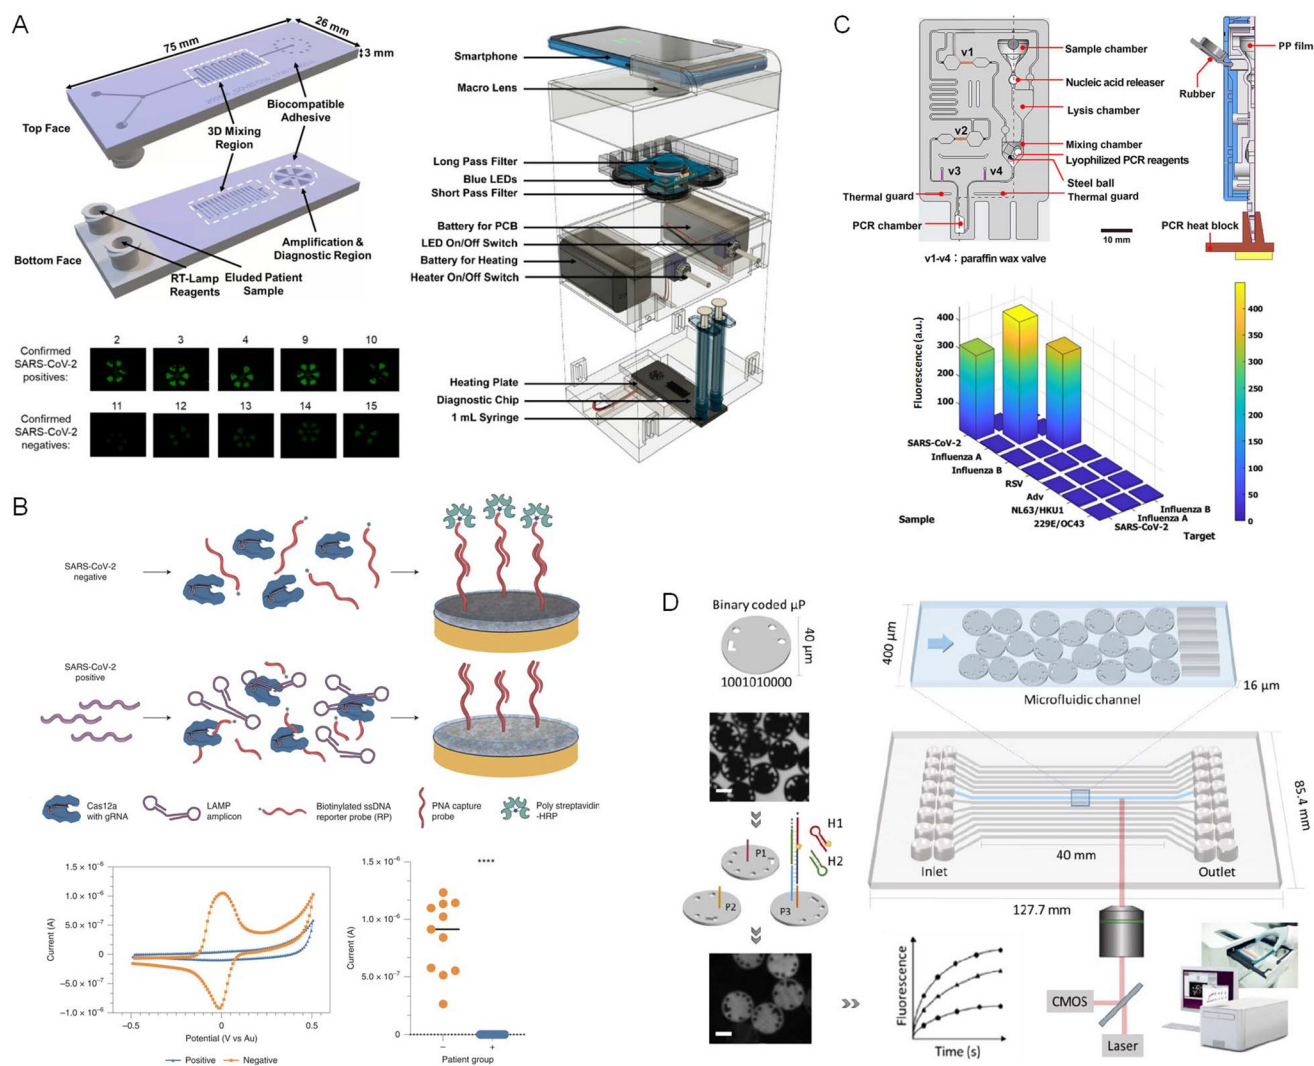 A
75 mm
26 mm
3 mm
Top Face
3D Mixing
Region
Biocompatible
Adhesive
Bottom Face
RT-Lamp
Reagents
Eluded Patient
Sample
Amplification &
Diagnostic Region
Confirmed
SARS-CoV-2
positives:
2
3
4
9
10
Confirmed
SARS-CoV-2
negatives:
11
12
13
14
15
Smartphone
Macro Lens
Long Pass Filter
Blue LEDs
Short Pass Filter
Battery for PCB
LED On/Off Switch
Battery for Heating
Heater On/Off Switch
Heating Plate
Diagnostic Chip
1 mL Syringe
C
v1
v2
v3
v4
Sample chamber
Nucleic acid releaser
Lysis chamber
Mixing chamber
Lyophilized PCR reagents
Steel ball
Thermal guard
Thermal guard
PCR chamber
10 mm
v1-v4：paraffin wax valve
Rubber
PP film
PCR heat block
Fluorescence (a.u.)
400
300
200
100
SARS-CoV-2
Influenza A
Influenza B
RSV
Adv
NL63/HKU1
229E/OC43
Sample
Influenza B
Influenza A
SARS-CoV-2
Target
400
350
300
250
200
150
100
50
0
B
SARS-CoV-2
negative
SARS-CoV-2
positive
Cas12a
with gRNA
LAMP
amplicon
Biotinylated ssDNA
reporter probe (RP)
PNA capture
probe
Poly streptavidin
-HRP
Current (A)
1.5 × 10⁻⁶
1.0 × 10⁻⁶
5.0 × 10⁻⁷
0
−5.0 × 10⁻⁷
−1.0 × 10⁻⁶
−0.5
0
0.5
Potential (V vs Au)
Positive
Negative
Current (A)
1.5 × 10⁻⁶
1.0 × 10⁻⁶
5.0 × 10⁻⁷
0
****
−
+
Patient group
D
Binary coded µP
40 µm
1001010000
P1
P2
P3
H1
H2
400 µm
Microfluidic channel
16 µm
Inlet
40 mm
Outlet
85.4 mm
127.7 mm
Fluorescence
Time (s)
CMOS
Laser